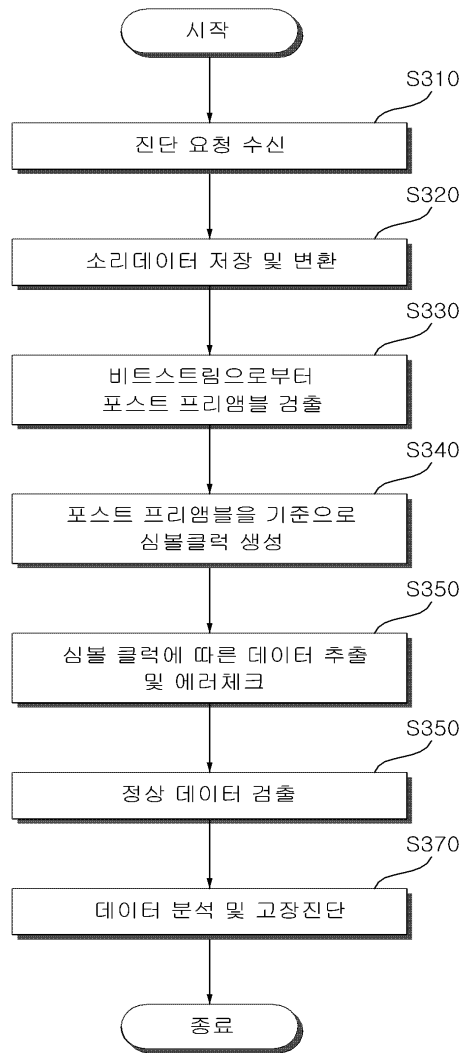 시작
S310
진단 요청 수신
S320
소리데이터 저장 및 변환
S330
비트스트림으로부터
포스트 프리앰블 검출
S340
포스트 프리앰블을 기준으로
심볼클럭 생성
S350
심볼 클럭에 따른 데이터 추출
및 에러체크
S350
정상 데이터 검출
S370
데이터 분석 및 고장진단
종료